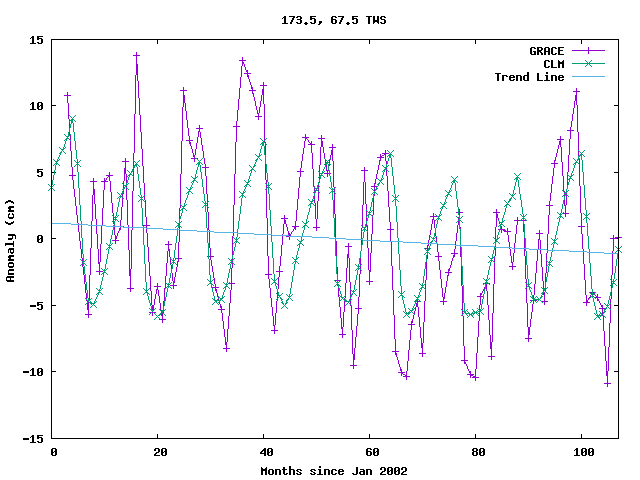 173.5, 67.5 TWS
GRACE
CLM
Trend Line
15
10
5
0
-5
-10
-15
Anomaly (cm)
0 20 40 60 80 100
Months since Jan 2002